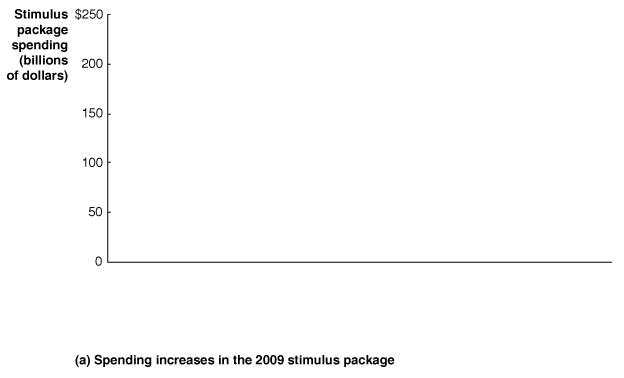 Stimulus
package
spending
(billions
of dollars)
$250
200
150
100
50
0
(a) Spending increases in the 2009 stimulus package